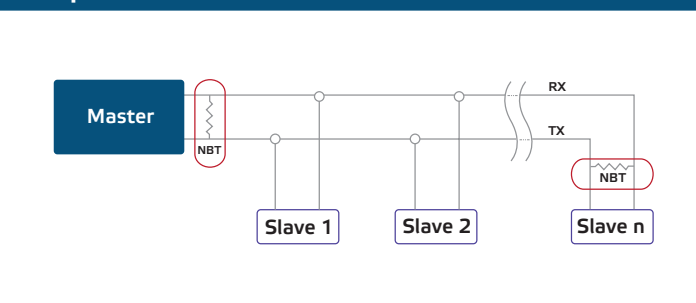 RX
Master
TX
NBT
NBT
Slave 1
Slave 2
Slave n